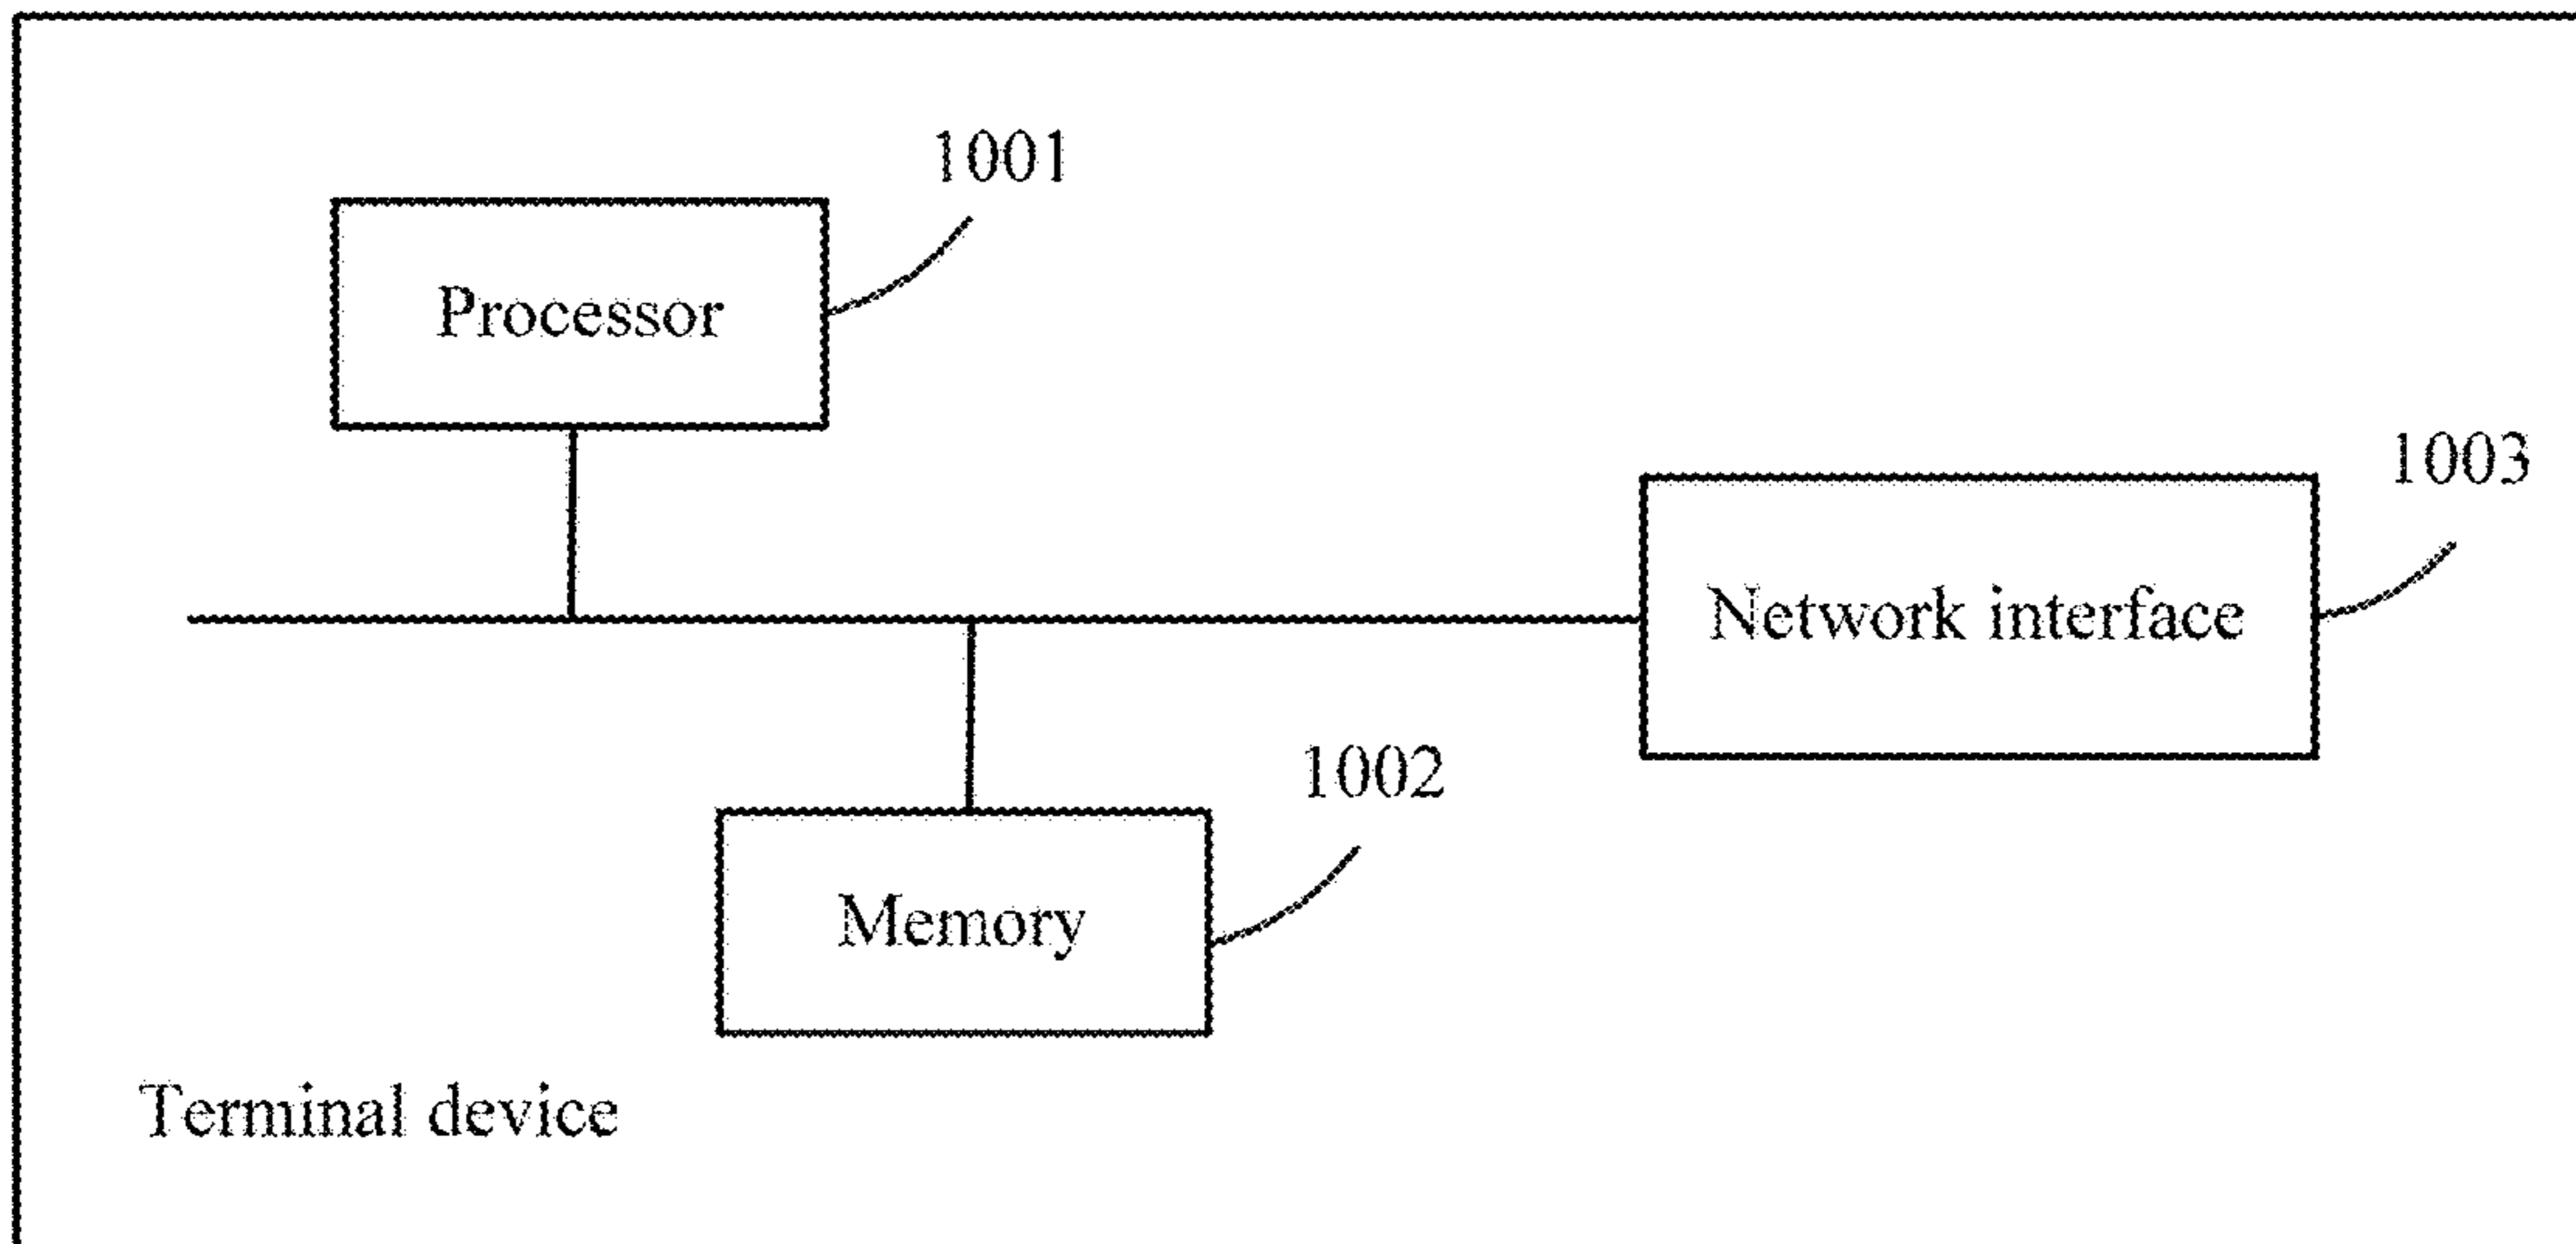 1001
Processor
1003
Network interface
1002
Memory
Terminal device